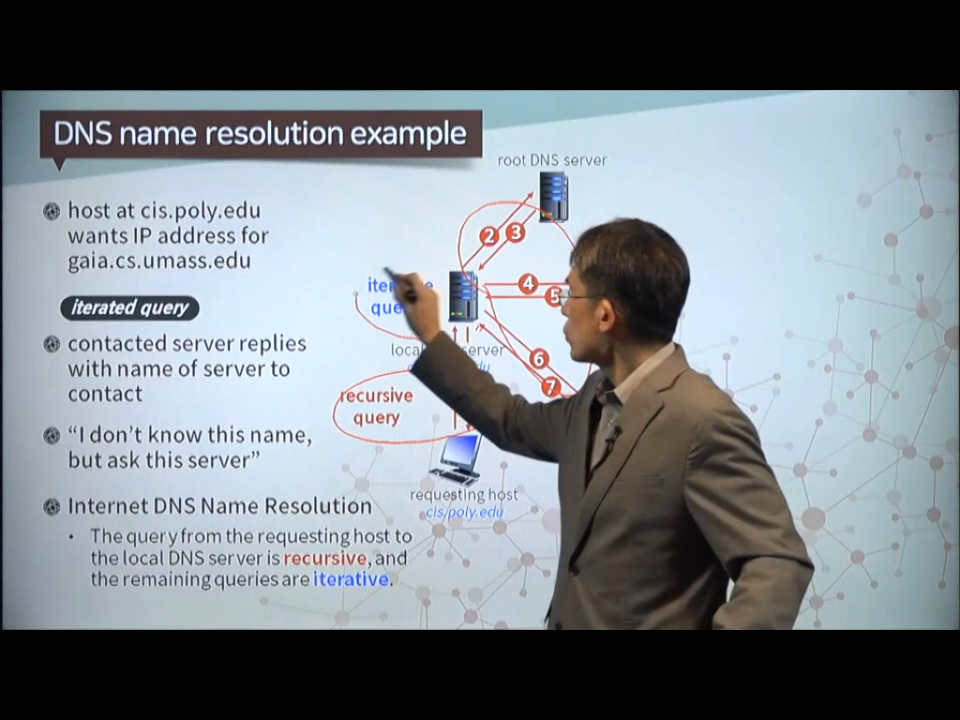 DNS name resolution example
root DNS server
host at cis.poly.edu
wants IP address for
gaia.cs.umass.edu
2
3
4
5
6
7
iterated query
contacted server replies
with name of server to
contact
"I don't know this name,
but ask this server"
server
recursive
query
requesting host
cis.poly.edu
Internet DNS Name Resolution
• The query from the requesting host to
the local DNS server is recursive, and
the remaining queries are iterative.